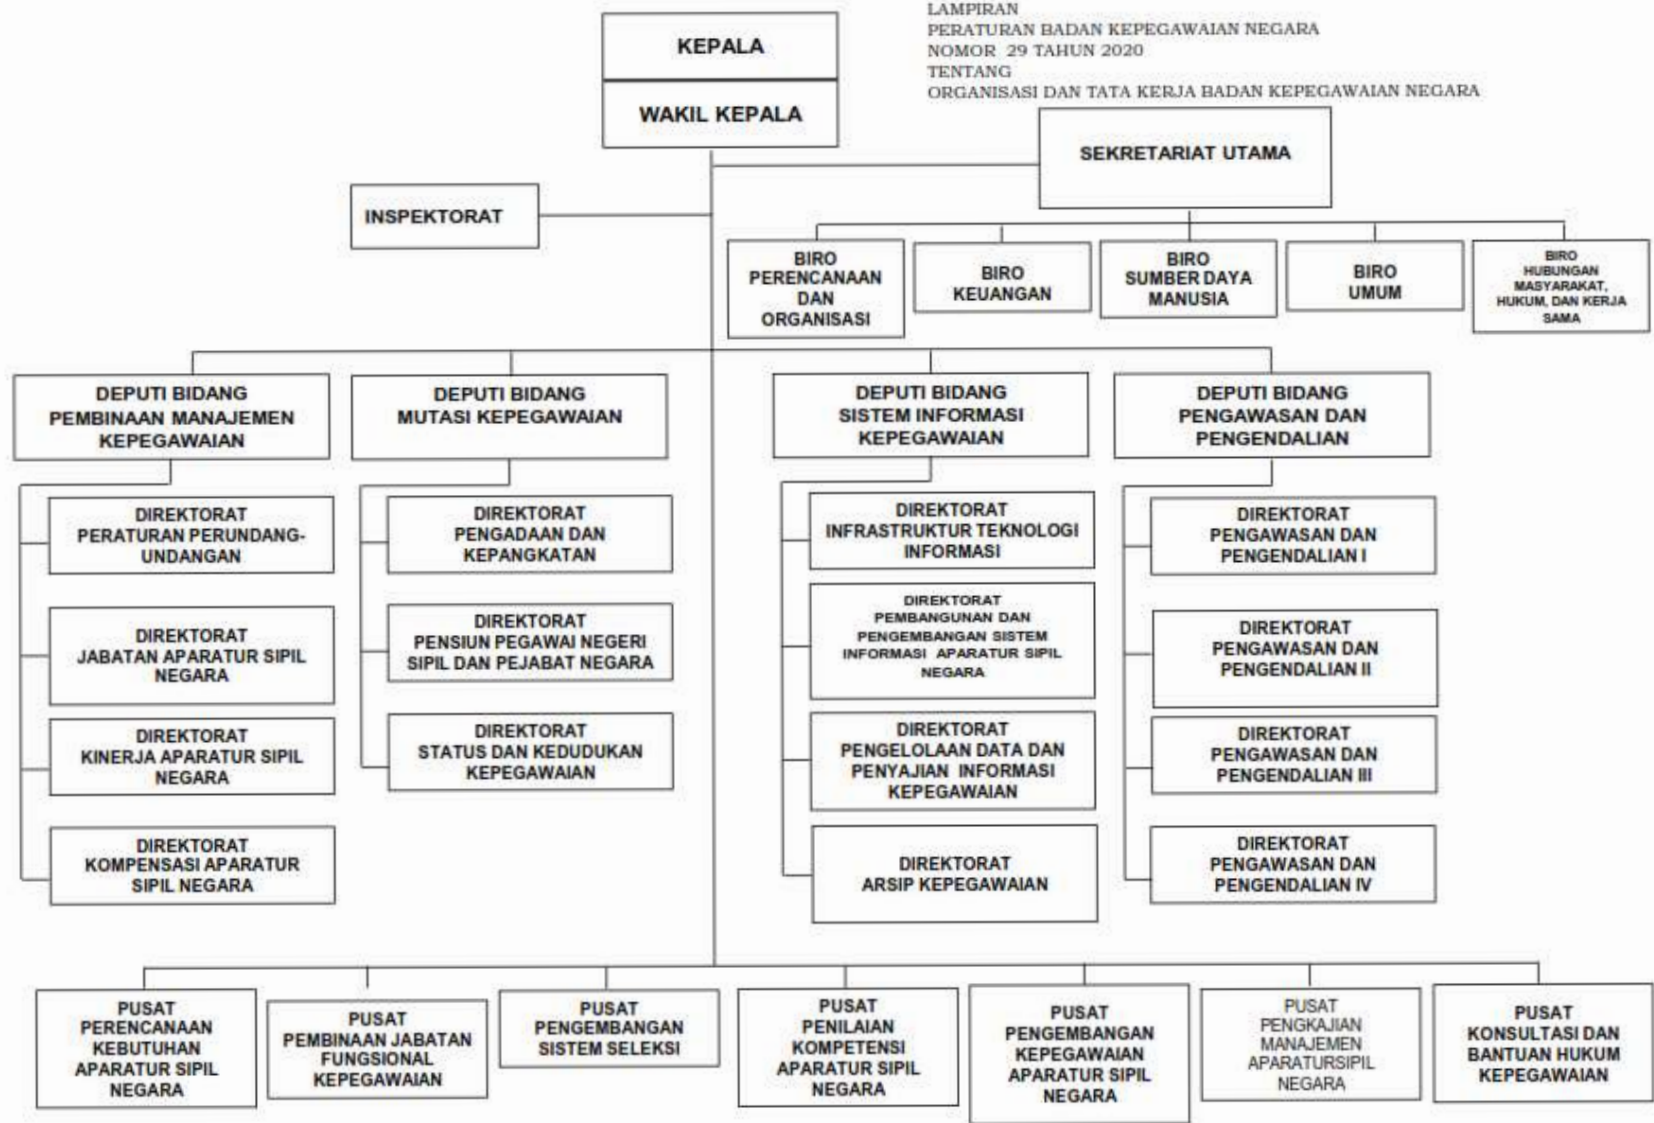 LAMPIRAN
PERATURAN BADAN KEPEGAWAIAN NEGARA
NOMOR 29 TAHUN 2020
TENTANG
ORGANISASI DAN TATA KERJA BADAN KEPEGAWAIAN NEGARA
KEPALA
WAKIL KEPALA
SEKRETARIAT UTAMA
INSPEKTORAT
BIRO
PERENCANAAN
DAN
ORGANISASI
BIRO
KEUANGAN
BIRO
SUMBER DAYA
MANUSIA
BIRO
UMUM
BIRO
HUBUNGAN
MASYARAKAT,
HUKUM, DAN KERJA
SAMA
DEPUTI BIDANG
PEMBINAAN MANAJEMEN
KEPEGAWAIAN
DEPUTI BIDANG
MUTASI KEPEGAWAIAN
DEPUTI BIDANG
SISTEM INFORMASI
KEPEGAWAIAN
DEPUTI BIDANG
PENGAWASAN DAN
PENGENDALIAN
DIREKTORAT
PERATURAN PERUNDANG-
UNDANGAN
DIREKTORAT
JABATAN APARATUR SIPIL
NEGARA
DIREKTORAT
KINERJA APARATUR SIPIL
NEGARA
DIREKTORAT
KOMPENSASI APARATUR
SIPIL NEGARA
DIREKTORAT
PENGADAAN DAN
KEPANGKATAN
DIREKTORAT
PENSIUN PEGAWAI NEGERI
SIPIL DAN PEJABAT NEGARA
DIREKTORAT
STATUS DAN KEDUDUKAN
KEPEGAWAIAN
DIREKTORAT
INFRASTRUKTUR TEKNOLOGI
INFORMASI
DIREKTORAT
PEMBANGUNAN DAN
PENGEMBANGAN SISTEM
INFORMASI APARATUR SIPIL
NEGARA
DIREKTORAT
PENGELOLAAN DATA DAN
PENYAJIAN INFORMASI
KEPEGAWAIAN
DIREKTORAT
ARSIP KEPEGAWAIAN
DIREKTORAT
PENGAWASAN DAN
PENGENDALIAN I
DIREKTORAT
PENGAWASAN DAN
PENGENDALIAN II
DIREKTORAT
PENGAWASAN DAN
PENGENDALIAN III
DIREKTORAT
PENGAWASAN DAN
PENGENDALIAN IV
PUSAT
PERENCANAAN
KEBUTUHAN
APARATUR SIPIL
NEGARA
PUSAT
PEMBINAAN JABATAN
FUNGSIONAL
KEPEGAWAIAN
PUSAT
PENGEMBANGAN
SISTEM SELEKSI
PUSAT
PENILAIAN
KOMPETENSI
APARATUR SIPIL
NEGARA
PUSAT
PENGEMBANGAN
KEPEGAWAIAN
APARATUR SIPIL
NEGARA
PUSAT
PENGKAJIAN
MANAJEMEN
APARATURSIPIL
NEGARA
PUSAT
KONSULTASI DAN
BANTUAN HUKUM
KEPEGAWAIAN